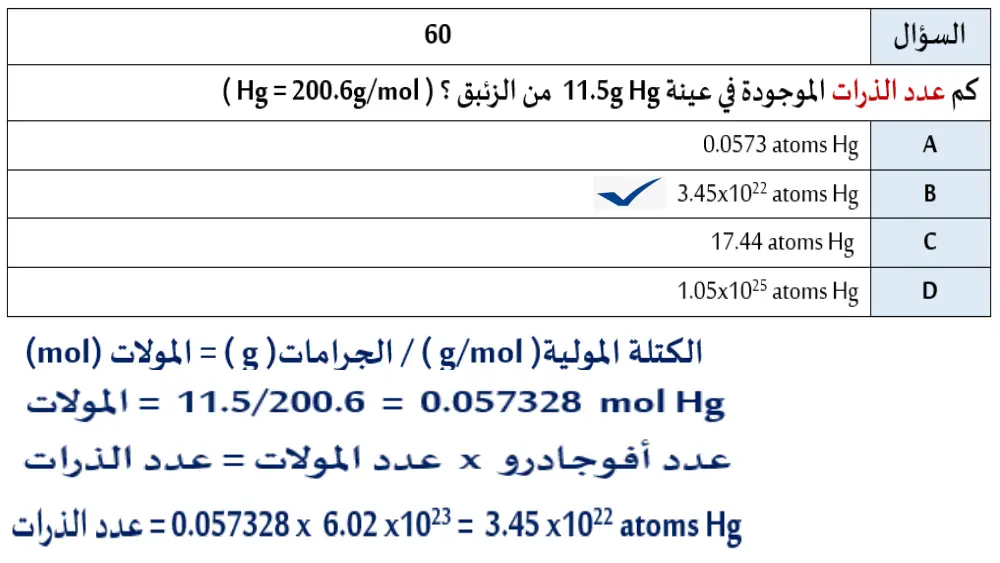 السؤال 60
كم عدد الذرات الموجودة في عينة 11.5g Hg من الزئبق ؟ ( Hg = 200.6g/mol )
A 0.0573 atoms Hg
B 3.45x10²² atoms Hg
C 17.44 atoms Hg
D 1.05x10²⁵ atoms Hg
(mol) المولات = ( g )الجرامات / ( g/mol )الكتلة المولية
المولات = 11.5/200.6 = 0.057328 mol Hg
عدد الذرات = عدد المولات x عدد أفوجادرو
عدد الذرات = 0.057328 x 6.02 x10²³ = 3.45 x10²² atoms Hg